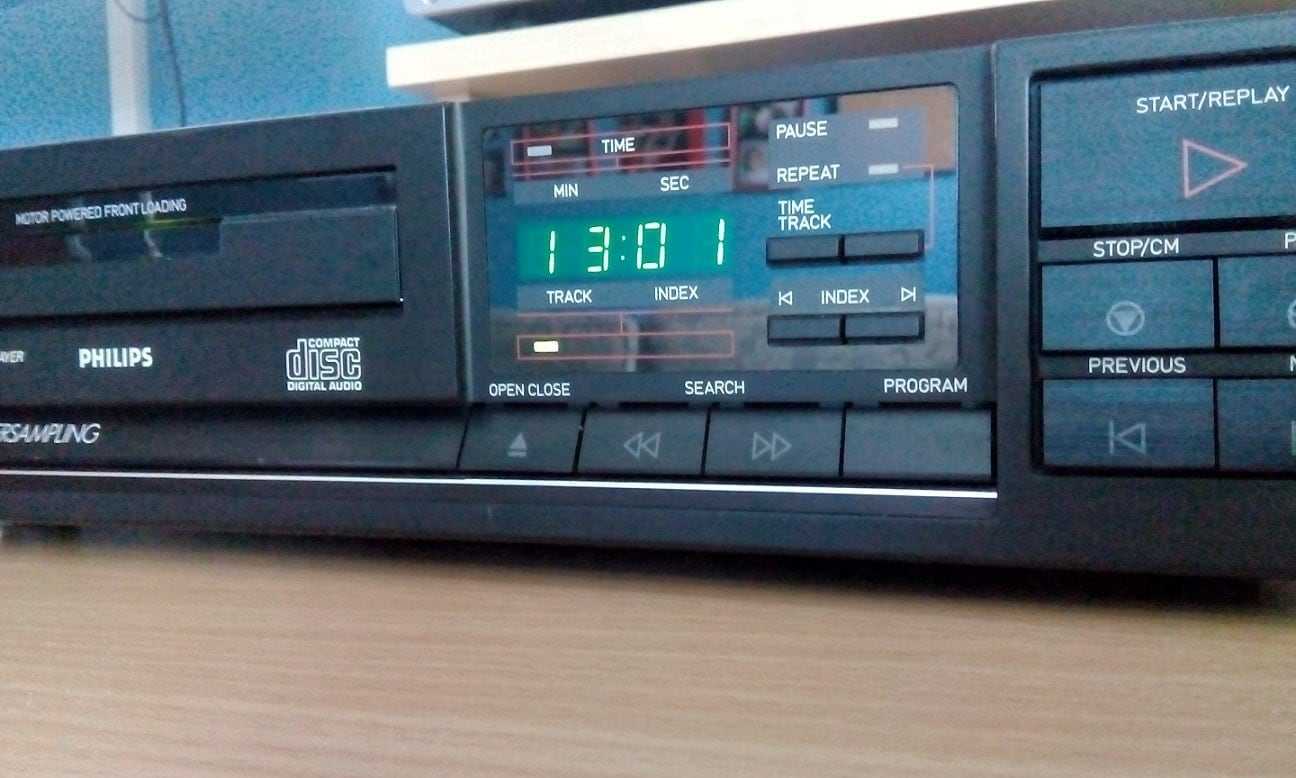 MOTOR POWERED FRONT LOADING
PHILIPS
COMPACT
disc
DIGITAL AUDIO
TIME
MIN SEC
13:01
TRACK INDEX
PAUSE
REPEAT
TIME
TRACK
INDEX
OPEN CLOSE SEARCH PROGRAM
START/REPLAY
STOP/CM
PREVIOUS